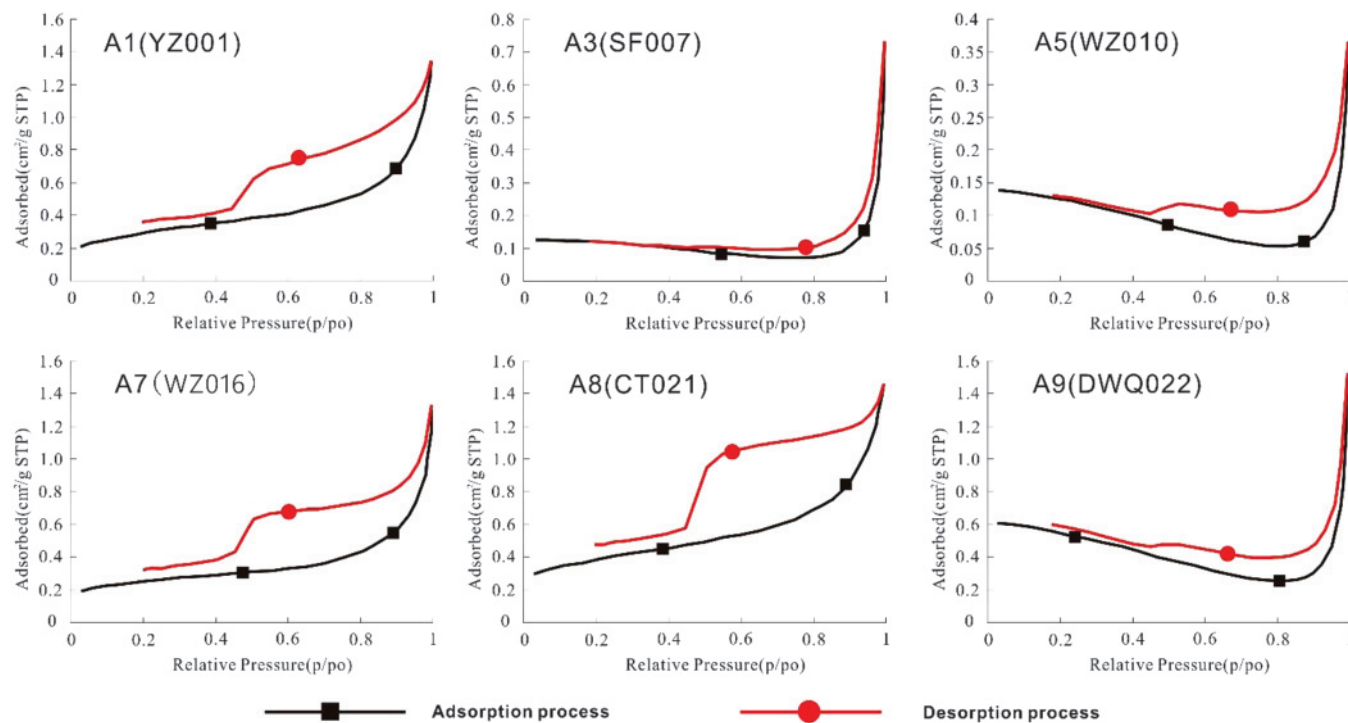 A1(YZ001)
Adsorbed(cm²/g STP)
1.6
1.4
1.2
1.0
0.8
0.6
0.4
0.2
0
0 0.2 0.4 0.6 0.8 1
Relative Pressure(p/po)
A3(SF007)
Adsorbed(cm²/g STP)
0.8
0.7
0.6
0.5
0.4
0.3
0.2
0.1
0
0 0.2 0.4 0.6 0.8 1
Relative Pressure(p/po)
A5(WZ010)
Adsorbed(cm²/g STP)
0.4
0.35
0.3
0.25
0.2
0.15
0.1
0.05
0
0 0.2 0.4 0.6 0.8 1
Relative Pressure(p/po)
A7(WZ016)
Adsorbed(cm²/g STP)
1.6
1.4
1.2
1.0
0.8
0.6
0.4
0.2
0
0 0.2 0.4 0.6 0.8 1
Relative Pressure(p/po)
A8(CT021)
Adsorbed(cm²/g STP)
1.6
1.4
1.2
1.0
0.8
0.6
0.4
0.2
0
0 0.2 0.4 0.6 0.8 1
Relative Pressure(p/po)
A9(DWQ022)
Adsorbed(cm²/g STP)
1.6
1.4
1.2
1.0
0.8
0.6
0.4
0.2
0
0 0.2 0.4 0.6 0.8 1
Relative Pressure(p/po)
Adsorption process
Desorption process